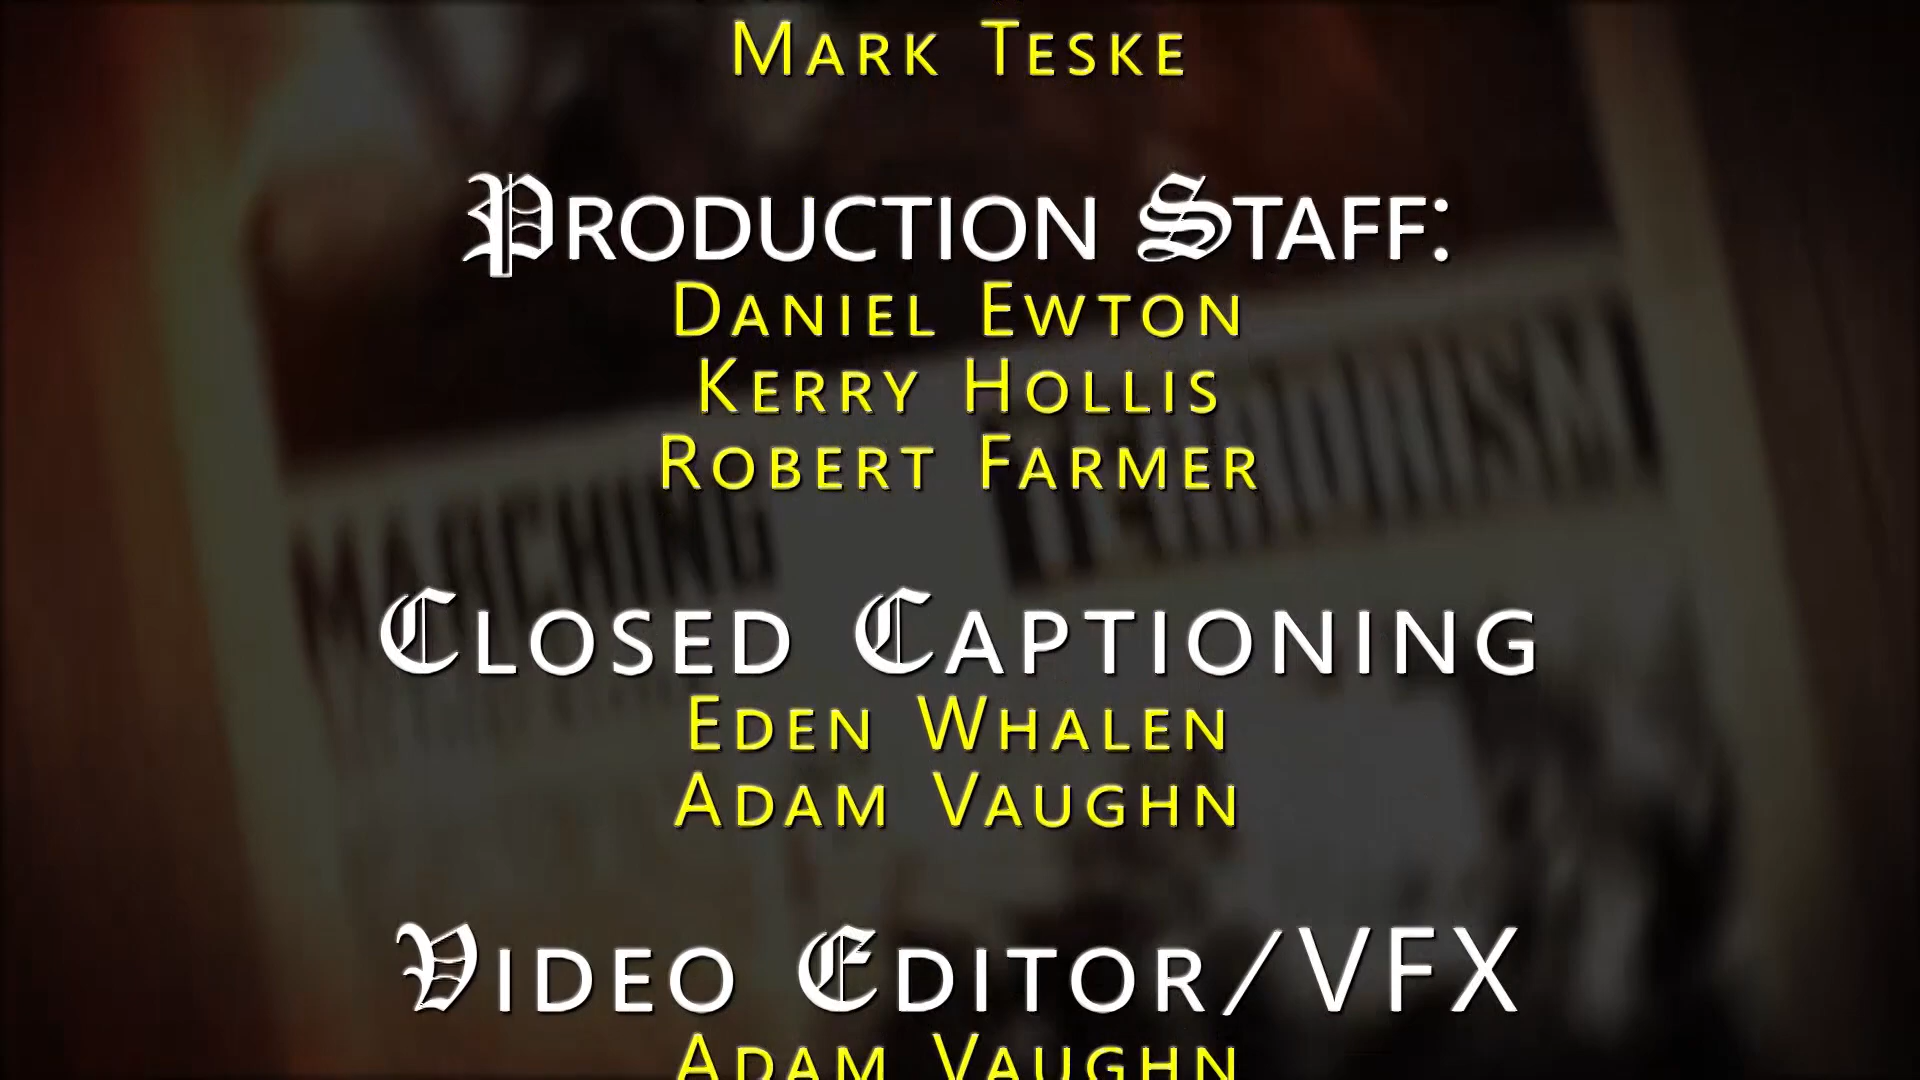 Mark Teske
Production Staff:
Daniel Ewton
Kerry Hollis
Robert Farmer
MARCHING
Closed Captioning
Eden Whalen
Adam Vaughn
Video Editor/VFX
Adam Vaughn